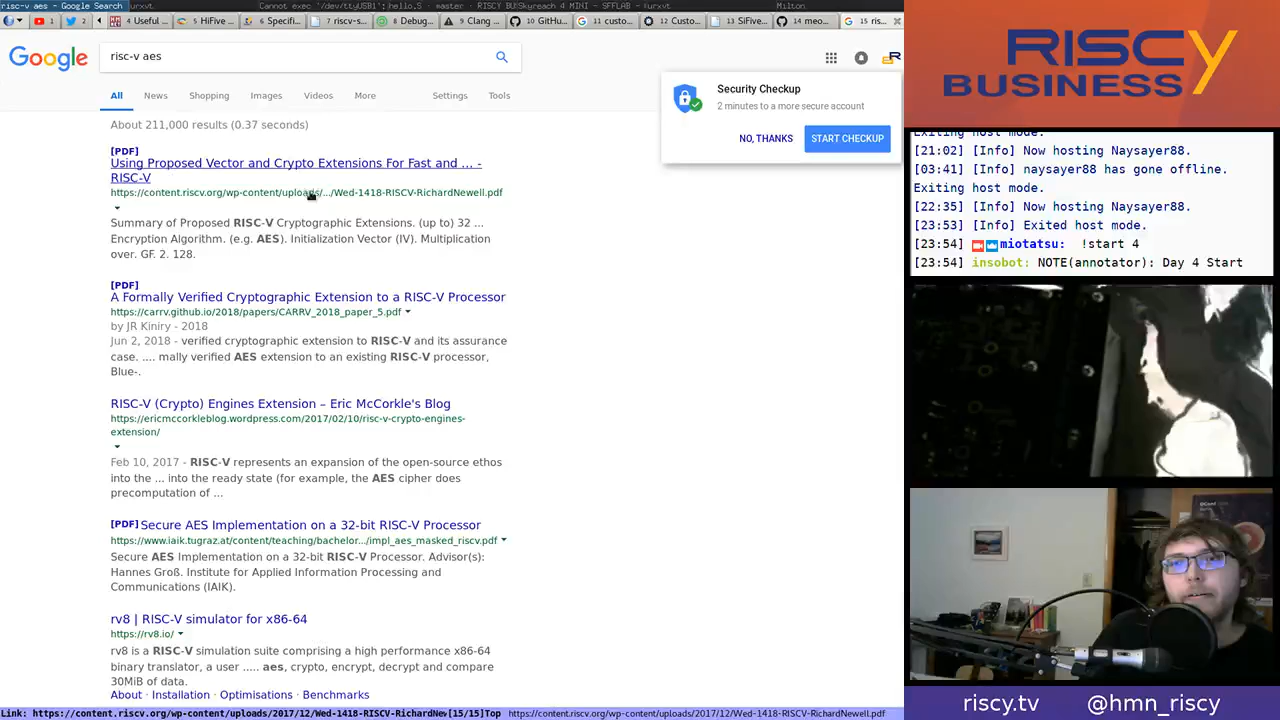 risc-v aes - Google Search
urxvt
Cannot exec '/dev/ttyUSB1';hello,S - master - RISCY BU!Skyreach 4 MINI - SFFLAB - !urxvt
Milton
1
Twitter
4 Useful ...
5 HiFive ...
6 Specifi...
7 riscv-s...
8 Debug...
9 Clang ...
10 GitHu...
11 custo...
12 Custo...
13 SiFive...
14 meo...
15 ris...
Google
risc-v aes
All
News
Shopping
Images
Videos
More
Settings
Tools
Security Checkup
2 minutes to a more secure account
NO, THANKS
START CHECKUP
About 211,000 results (0.37 seconds)
[PDF]
Using Proposed Vector and Crypto Extensions For Fast and ... -
RISC-V
https://content.riscv.org/wp-content/uploads/.../Wed-1418-RISCV-RichardNewell.pdf
Summary of Proposed RISC-V Cryptographic Extensions. (up) 32 ...
Encryption Algorithm. (e.g. AES). Initialization Vector (IV). Multiplication
over. GF. 2. 128.
[PDF]
A Formally Verified Cryptographic Extension to a RISC-V Processor
https://carrv.github.io/2018/papers/CARRV_2018_paper_5.pdf
by JR Kiniry - 2018
Jun 2, 2018 - verified cryptographic extension to RISC-V and its assurance
case. .... mally verified AES extension to an existing RISC-V processor,
Blue-.
RISC-V (Crypto) Engines Extension – Eric McCorkle's Blog
https://ericmccorkleblog.wordpress.com/2017/02/10/risc-v-crypto-engines-
extension/
Feb 10, 2017 - RISC-V represents an expansion of the open-source ethos
into the ... into the ready state (for example, the AES cipher does
precomputation of ...
[PDF] Secure AES Implementation on a 32-bit RISC-V Processor
https://www.iaik.tugraz.at/content/teaching/bachelor.../impl_aes_masked_riscv.pdf
Secure AES Implementation on a 32-bit RISC-V Processor. Advisor(s):
Hannes Groß. Institute for Applied Information Processing and
Communications (IAIK).
rv8 | RISC-V simulator for x86-64
https://rv8.io/
rv8 is a RISC-V simulation suite comprising a high performance x86-64
binary translator, a user ..... aes, crypto, encrypt, decrypt and compare
30MiB of data.
About · Installation · Optimisations · Benchmarks
Link: https://content.riscv.org/wp-content/uploads/2017/12/Wed-1418-RISCV-RichardNew[15/15]Top
https://content.riscv.org/wp-content/uploads/2017/12/Wed-1418-RISCV-RichardNewell.pdf
RISCY
BUSINESS
Exiting host mode.
[21:02] [Info] Now hosting Naysayer88.
[03:41] [Info] naysayer88 has gone offline.
Exiting host mode.
[22:35] [Info] Now hosting Naysayer88.
[23:53] [Info] Exited host mode.
[23:54] miotatsu: !start 4
[23:54] insobot: NOTE(annotator): Day 4 Start
riscy.tv
@hmn_riscy